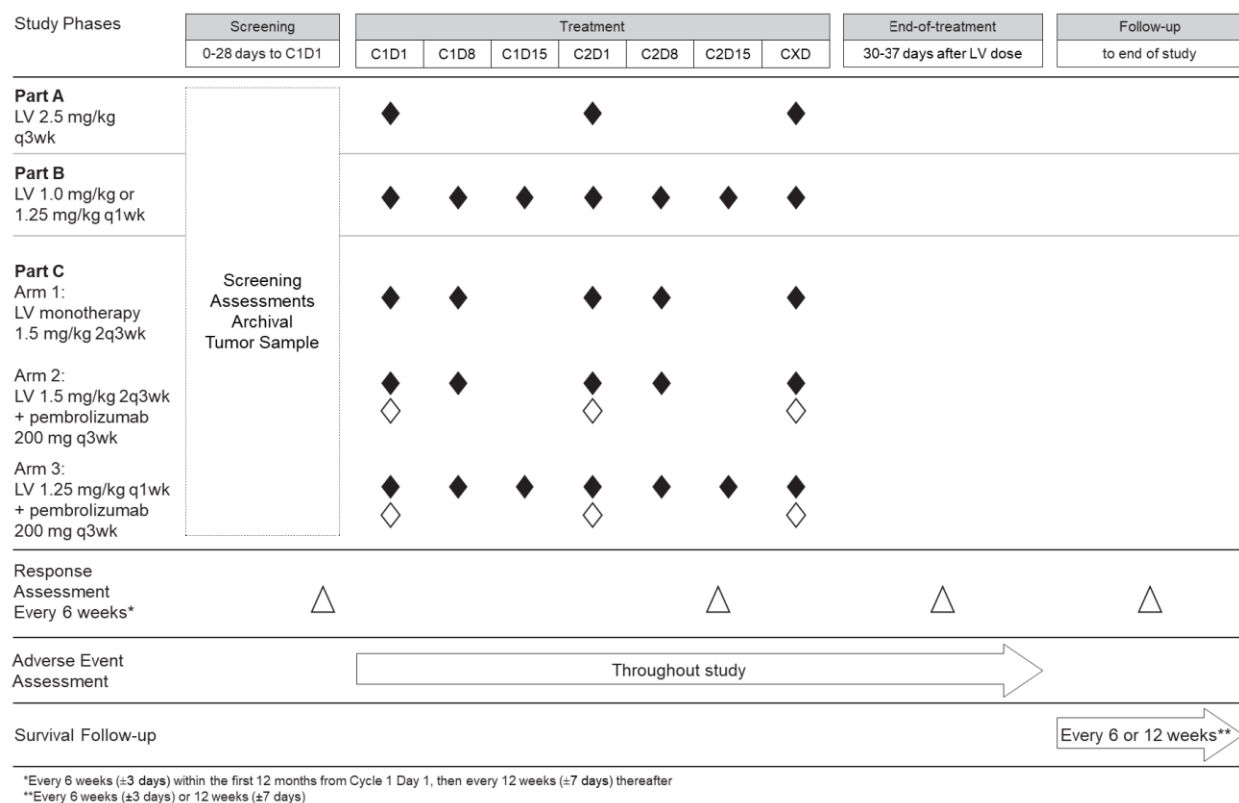 Study Phases
Screening
Treatment
End-of-treatment
Follow-up
0-28 days to C1D1
C1D1
C1D8
C1D15
C2D1
C2D8
C2D15
CXD
30-37 days after LV dose
to end of study
Part A
LV 2.5 mg/kg
q3wk
Part B
LV 1.0 mg/kg or
1.25 mg/kg q1wk
Part C
Arm 1:
LV monotherapy
1.5 mg/kg 2q3wk
Arm 2:
LV 1.5 mg/kg 2q3wk
+ pembrolizumab
200 mg q3wk
Arm 3:
LV 1.25 mg/kg q1wk
+ pembrolizumab
200 mg q3wk
Screening
Assessments
Archival
Tumor Sample
Response
Assessment
Every 6 weeks*
Adverse Event
Assessment
Throughout study
Survival Follow-up
Every 6 or 12 weeks**
*Every 6 weeks (±3 days) within the first 12 months from Cycle 1 Day 1, then every 12 weeks (±7 days) thereafter
**Every 6 weeks (±3 days) or 12 weeks (±7 days)